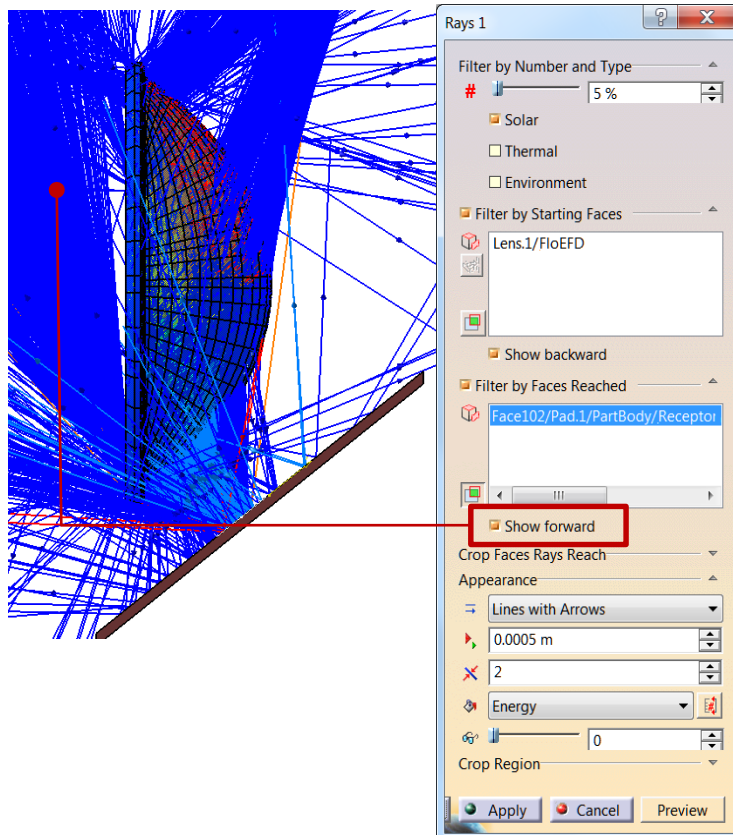 Rays 1
?
X
Filter by Number and Type
#
5 %
Solar
Thermal
Environment
Filter by Starting Faces
Lens.1/FloEFD
Show backward
Filter by Faces Reached
Face102/Pad.1/PartBody/Receptor
Show forward
Crop Faces Rays Reach
Appearance
Lines with Arrows
0.0005 m
2
Energy
0
Crop Region
Apply Cancel Preview